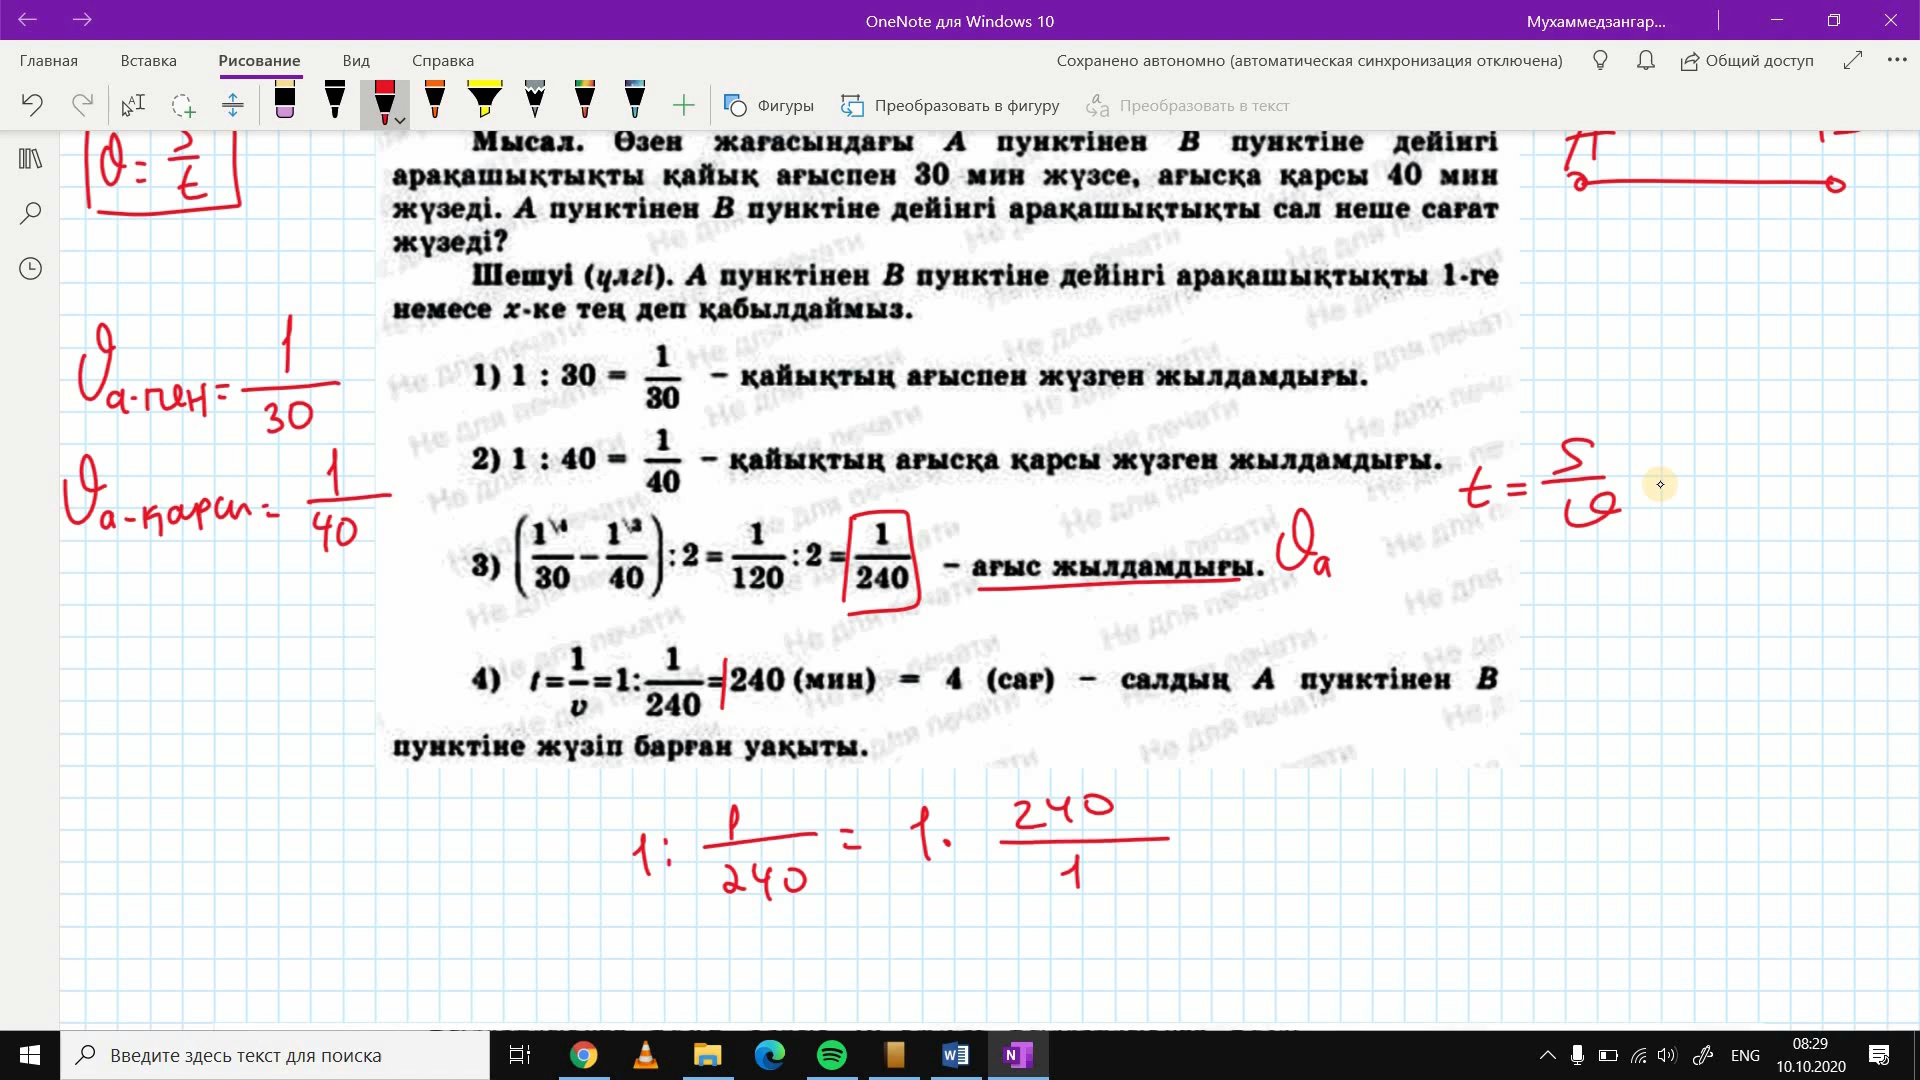 OneNote для Windows 10
Мухаммедзангар...
Главная Вставка Рисование Вид Справка
Сохранено автономно (автоматическая синхронизация отключена) Общий доступ
Фигуры Преобразовать в фигуру Преобразовать в текст
Мысал. Өзен жағасындағы A пунктінен B пунктіне дейінгі
арақашықтықты қайық ағыспен 30 мин жүзсе, ағысқа қарсы 40 мин
жүзеді. A пунктінен B пунктіне дейінгі арақашықтықты сал неше сағат
жүзеді?
Шешуі (үлгі). A пунктінен B пунктіне дейінгі арақашықтықты 1-ге
немесе x-ке тең деп қабылдаймыз.
1) 1 : 30 = 1/30 – қайықтың ағыспен жүзген жылдамдығы.
2) 1 : 40 = 1/40 – қайықтың ағысқа қарсы жүзген жылдамдығы.
3) (1\4/30 − 1\3/40) : 2 = 1/120 : 2 = 1/240 – ағыс жылдамдығы.
4) t = 1/v = 1 : 1/240 = 240 (мин) = 4 (сағ) – салдың A пунктінен B
пунктіне жүзіп барған уақыты.
Не для печати
ϑ = S/t
ϑа-пен = 1/30
ϑа-қарсы = 1/40
ϑа
t = S/ϑ
1 : 1/240 = 1 · 240/1
Введите здесь текст для поиска
ENG
08:29
10.10.2020